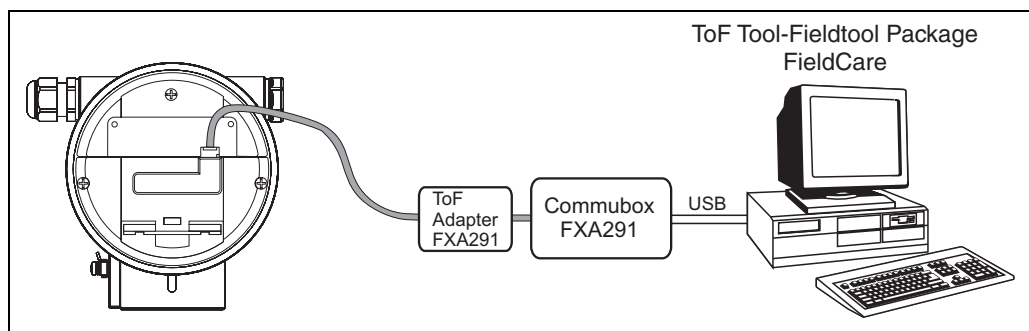 ToF Tool-Fieldtool Package
FieldCare
ToF
Adapter
FXA291
Commubox
FXA291
USB